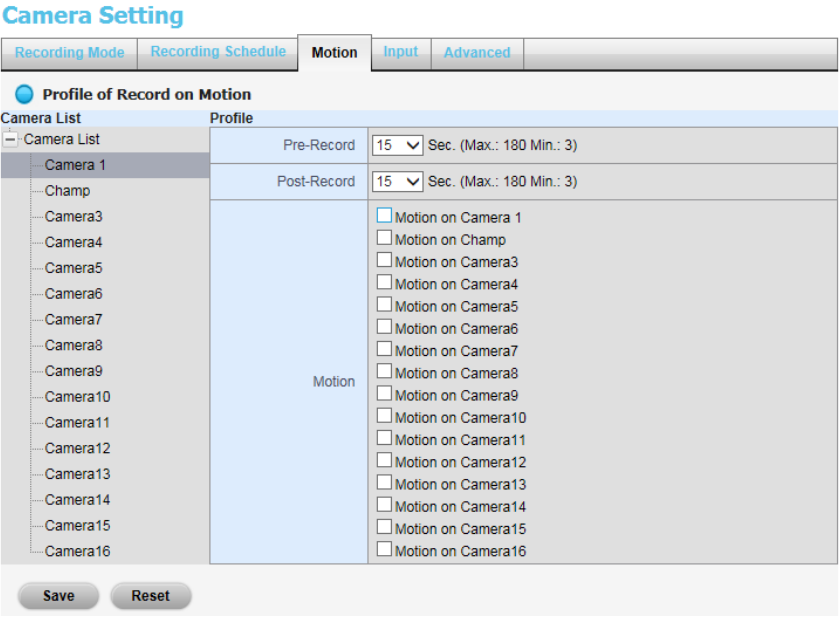 Camera Setting
Recording Mode Recording Schedule Motion Input Advanced
Profile of Record on Motion
Camera List Profile
Camera List
Camera 1
Champ
Camera3
Camera4
Camera5
Camera6
Camera7
Camera8
Camera9
Camera10
Camera11
Camera12
Camera13
Camera14
Camera15
Camera16
Pre-Record 15 Sec. (Max.: 180 Min.: 3)
Post-Record 15 Sec. (Max.: 180 Min.: 3)
Motion
Motion on Camera 1
Motion on Champ
Motion on Camera3
Motion on Camera4
Motion on Camera5
Motion on Camera6
Motion on Camera7
Motion on Camera8
Motion on Camera9
Motion on Camera10
Motion on Camera11
Motion on Camera12
Motion on Camera13
Motion on Camera14
Motion on Camera15
Motion on Camera16
Save Reset